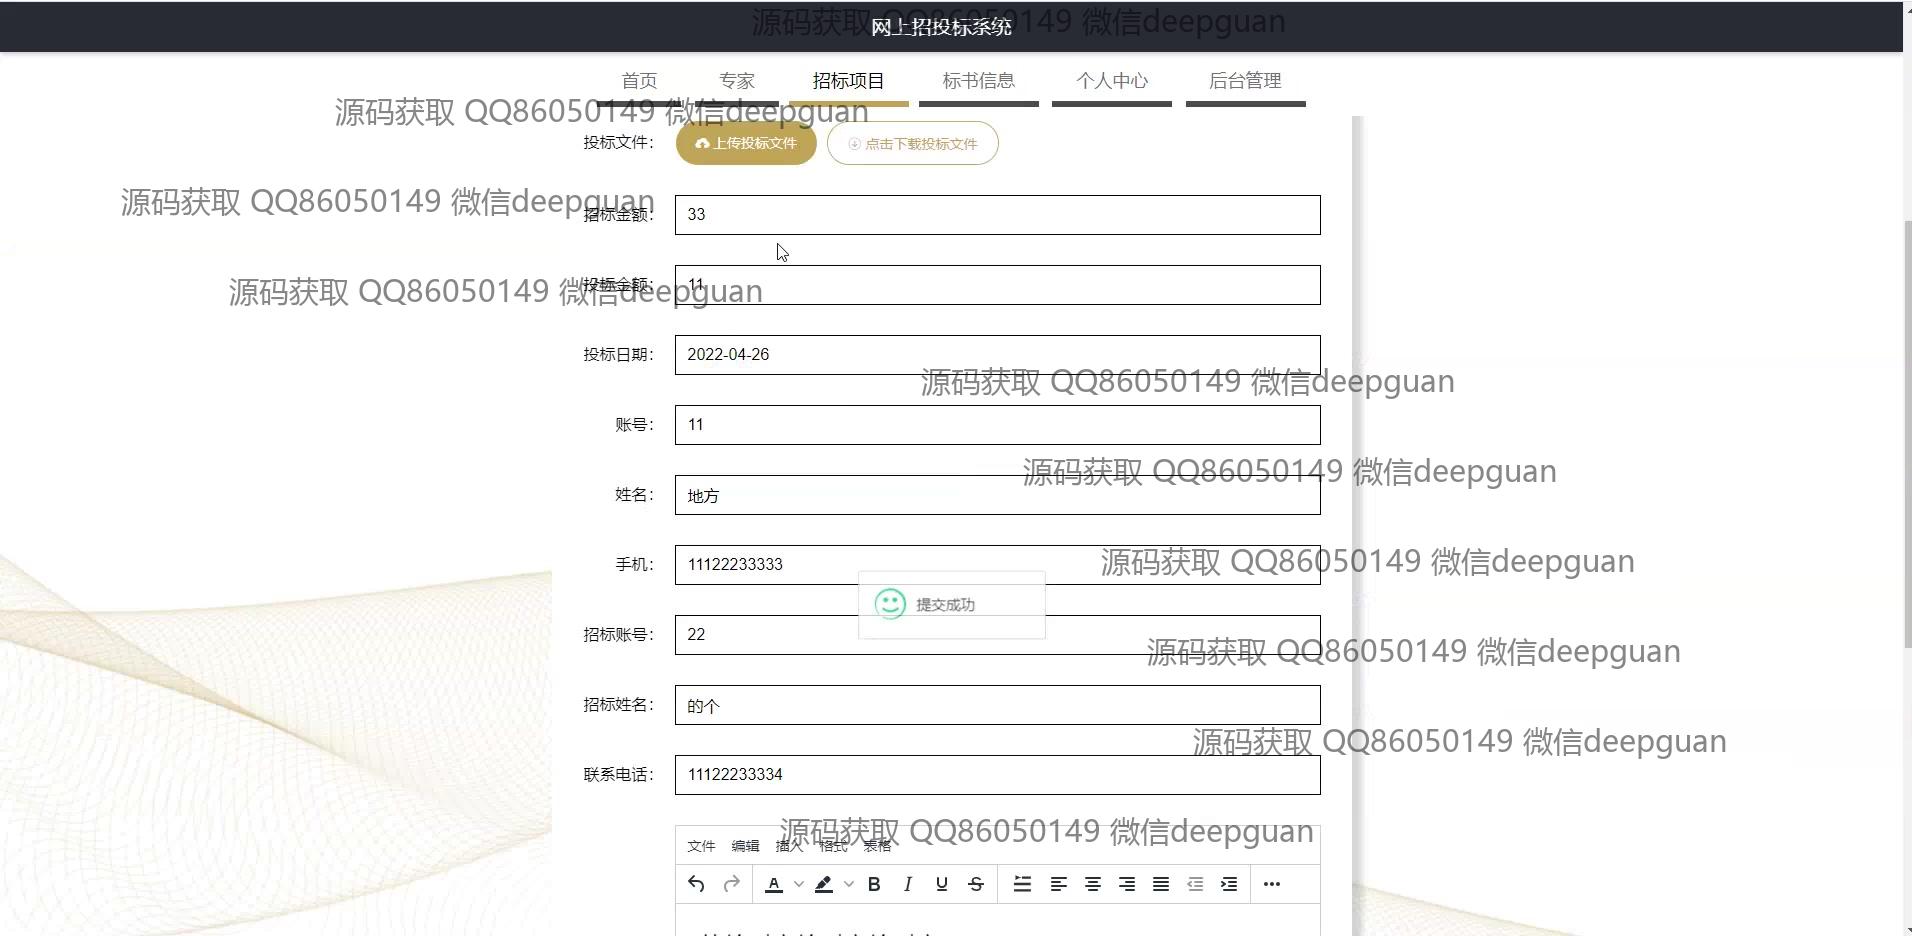 网上招投标系统
源码获取 QQ86050149 微信deepguan
首页 专家 招标项目 标书信息 个人中心 后台管理
源码获取 QQ86050149 微信deepguan
投标文件： 上传投标文件 点击下载投标文件
源码获取 QQ86050149 微信deepguan
招标金额： 33
投标金额： 11
源码获取 QQ86050149 微信deepguan
投标日期： 2022-04-26
源码获取 QQ86050149 微信deepguan
账号： 11
源码获取 QQ86050149 微信deepguan
姓名： 地方
手机： 11122233333
源码获取 QQ86050149 微信deepguan
提交成功
招标账号： 22
源码获取 QQ86050149 微信deepguan
招标姓名： 的个
源码获取 QQ86050149 微信deepguan
联系电话： 11122233334
源码获取 QQ86050149 微信deepguan
文件 编辑 插入 格式 表格
A B I U S